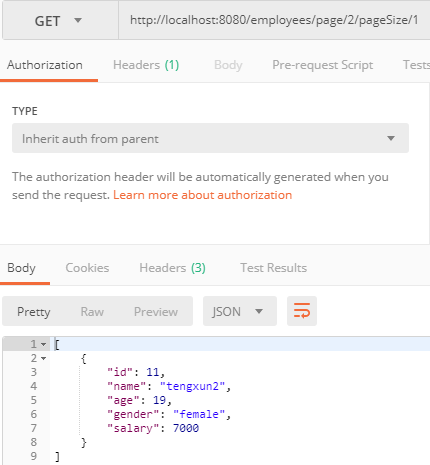 GET http://localhost:8080/employees/page/2/pageSize/1
Authorization Headers (1) Body Pre-request Script Tests
TYPE
Inherit auth from parent
The authorization header will be automatically generated when you
send the request. Learn more about authorization
Body Cookies Headers (3) Test Results
Pretty Raw Preview JSON
1 [
2 {
3 "id": 11,
4 "name": "tengxun2",
5 "age": 19,
6 "gender": "female",
7 "salary": 7000
8 }
9 ]